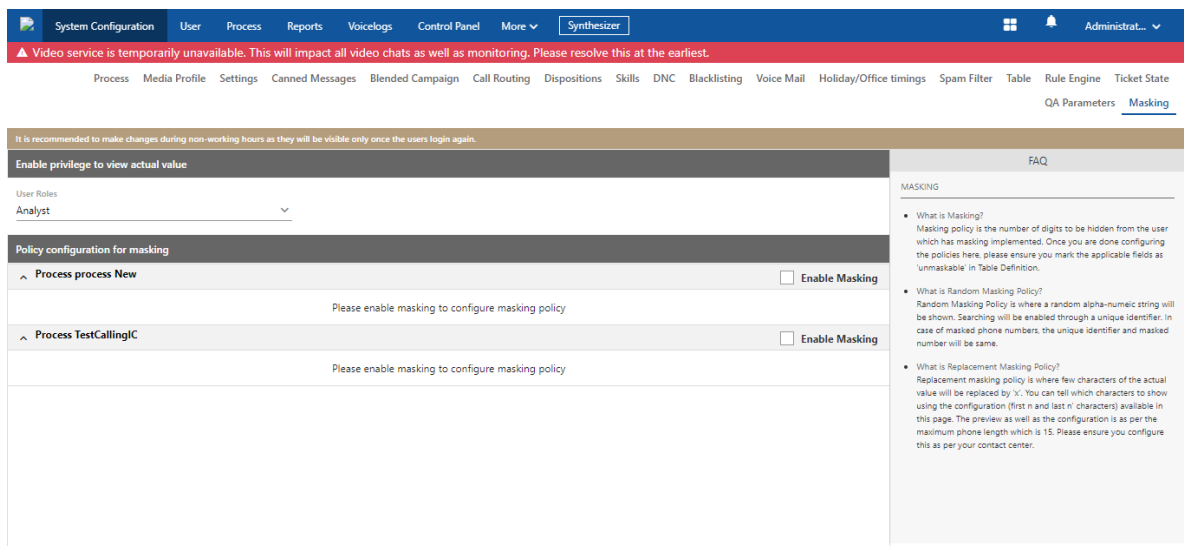 System Configuration User Process Reports Voicelogs Control Panel More Synthesizer Administrat...
Video service is temporarily unavailable. This will impact all video chats as well as monitoring. Please resolve this at the earliest.
Process Media Profile Settings Canned Messages Blended Campaign Call Routing Dispositions Skills DNC Blacklisting Voice Mail Holiday/Office timings Spam Filter Table Rule Engine Ticket State
QA Parameters Masking
It is recommended to make changes during non-working hours as they will be visible only once the users login again.
Enable privilege to view actual value
User Roles
Analyst
Policy configuration for masking
Process process New Enable Masking
Please enable masking to configure masking policy
Process TestCallingIC Enable Masking
Please enable masking to configure masking policy
FAQ
MASKING
What is Masking?
Masking policy is the number of digits to be hidden from the user
which has masking implemented. Once you are done configuring
the policies here, please ensure you mark the applicable fields as
'unmaskable' in Table Definition.
What is Random Masking Policy?
Random Masking Policy is where a random alpha-numeic string will
be shown. Searching will be enabled through a unique identifier. In
case of masked phone numbers, the unique identifier and masked
number will be same.
What is Replacement Masking Policy?
Replacement masking policy is where few characters of the actual
value will be replaced by 'x'. You can tell which characters to show
using the configuration (first n and last n' characters) available in
this page. The preview as well as the configuration is as per the
maximum phone length which is 15. Please ensure you configure
this as per your contact center.